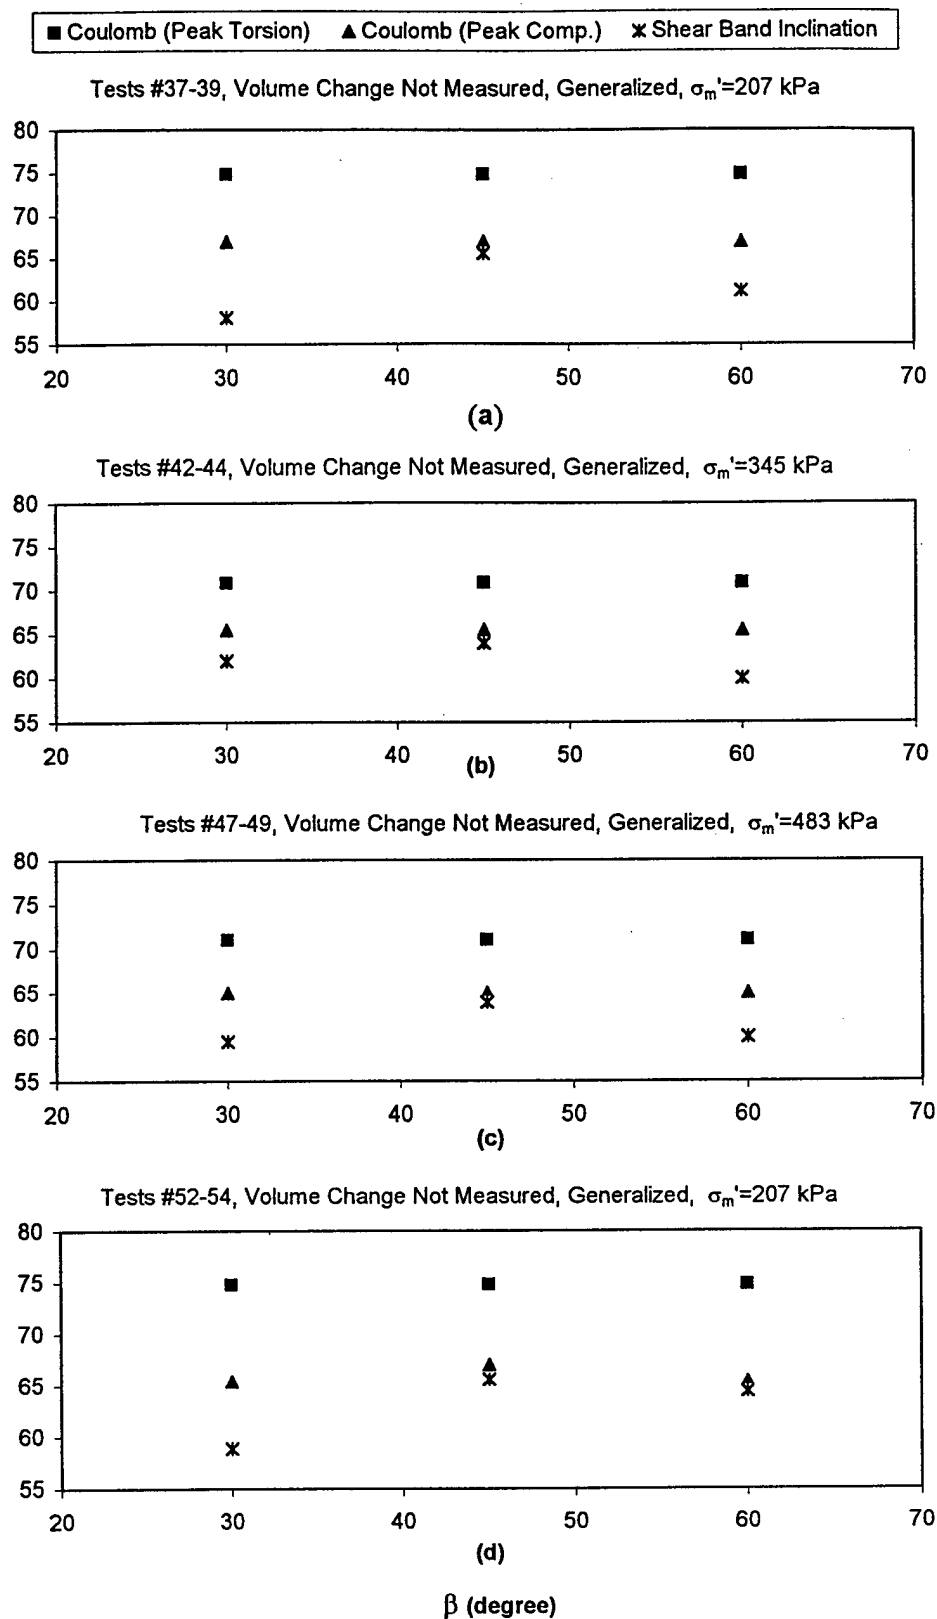 ■ Coulomb (Peak Torsion) ▲ Coulomb (Peak Comp.) ж Shear Band Inclination
Tests #37-39, Volume Change Not Measured, Generalized, σm'=207 kPa
80
75
70
65
60
55
20 30 40 50 60 70
(a)
Tests #42-44, Volume Change Not Measured, Generalized, σm'=345 kPa
80
75
70
65
60
55
20 30 40 50 60 70
(b)
Tests #47-49, Volume Change Not Measured, Generalized, σm'=483 kPa
80
75
70
65
60
55
20 30 40 50 60 70
(c)
Tests #52-54, Volume Change Not Measured, Generalized, σm'=207 kPa
80
75
70
65
60
55
20 30 40 50 60 70
(d)
β (degree)